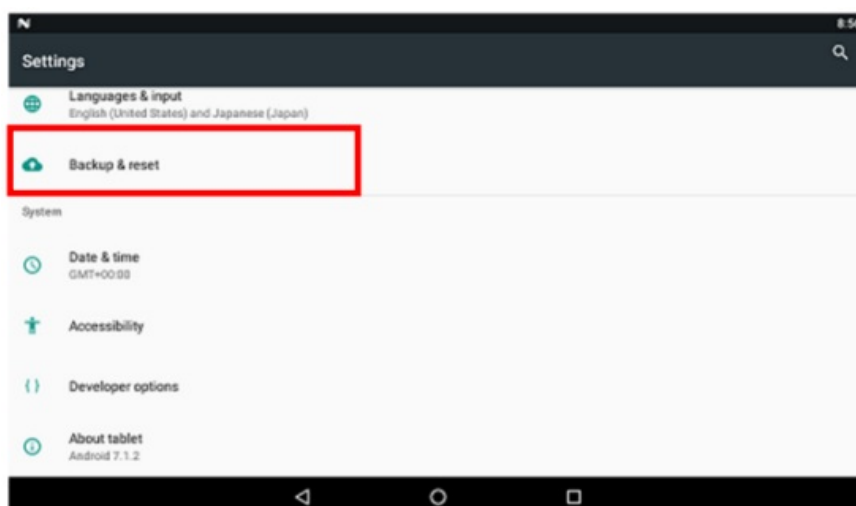 N
8:50
Settings
Languages & input
English (United States) and Japanese (Japan)
Backup & reset
System
Date & time
GMT+00:00
Accessibility
Developer options
About tablet
Android 7.1.2